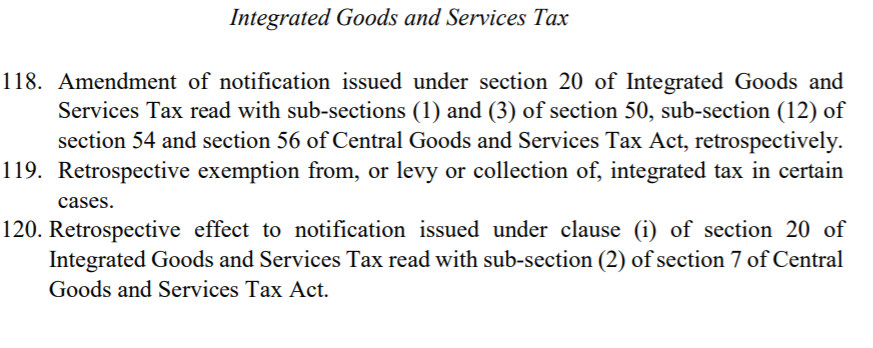 Integrated Goods and Services Tax
118. Amendment of notification issued under section 20 of Integrated Goods and
Services Tax read with sub-sections (1) and (3) of section 50, sub-section (12) of
section 54 and section 56 of Central Goods and Services Tax Act, retrospectively.
119. Retrospective exemption from, or levy or collection of, integrated tax in certain
cases.
120. Retrospective effect to notification issued under clause (i) of section 20 of
Integrated Goods and Services Tax read with sub-section (2) of section 7 of Central
Goods and Services Tax Act.